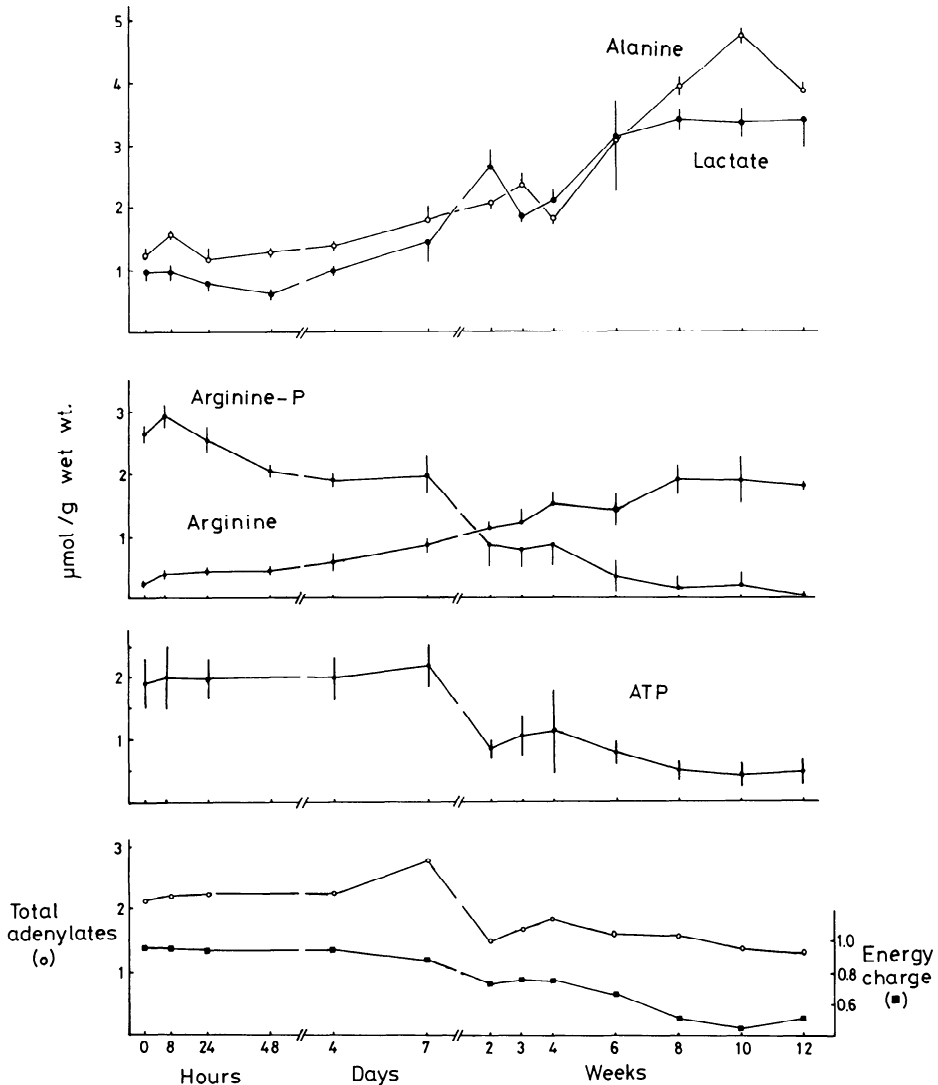 5
4
3
2
1
Alanine
Lactate
μmol/g wet wt.
3
2
1
Arginine-P
Arginine
2
1
ATP
3
2
1
Total
adenylates
(o)
1.0
0.8
0.6
Energy
charge
(■)
0 8 24 48 4 7 2 3 4 6 8 10 12
Hours Days Weeks